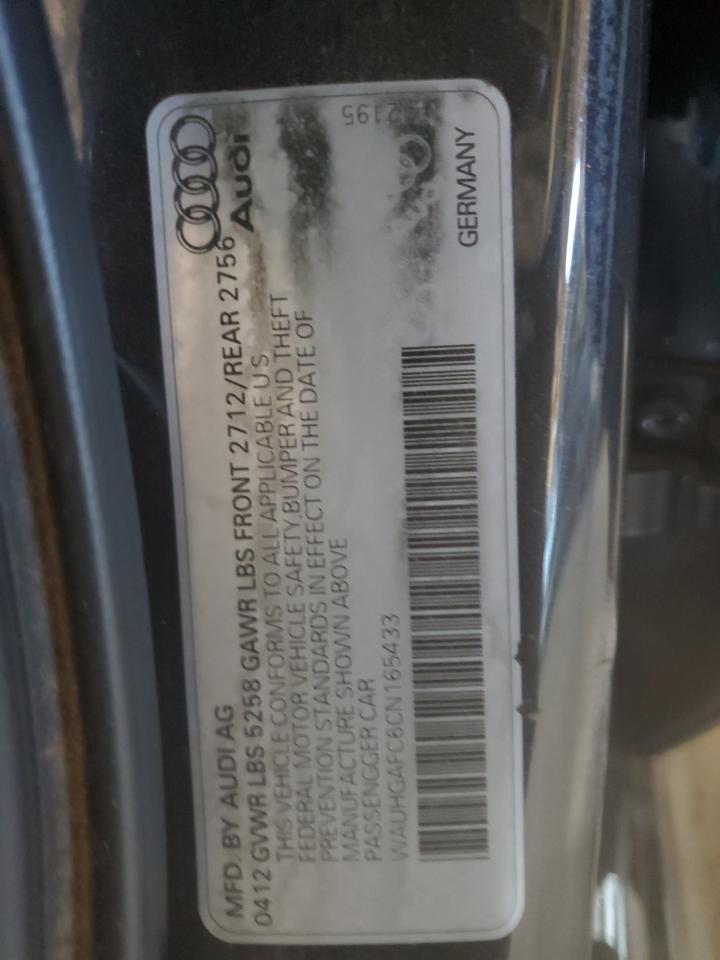 Audi
MFD. BY AUDI AG
0412 GVWR LBS 5258 GAWR LBS FRONT 2712/REAR 2756
THIS VEHICLE CONFORMS TO ALL APPLICABLE U.S.
FEDERAL MOTOR VEHICLE SAFETY,BUMPER AND THEFT
PREVENTION STANDARDS IN EFFECT ON THE DATE OF
MANUFACTURE SHOWN ABOVE
PASSENGGER CAR
WAUHGAFC6CN165433
GERMANY